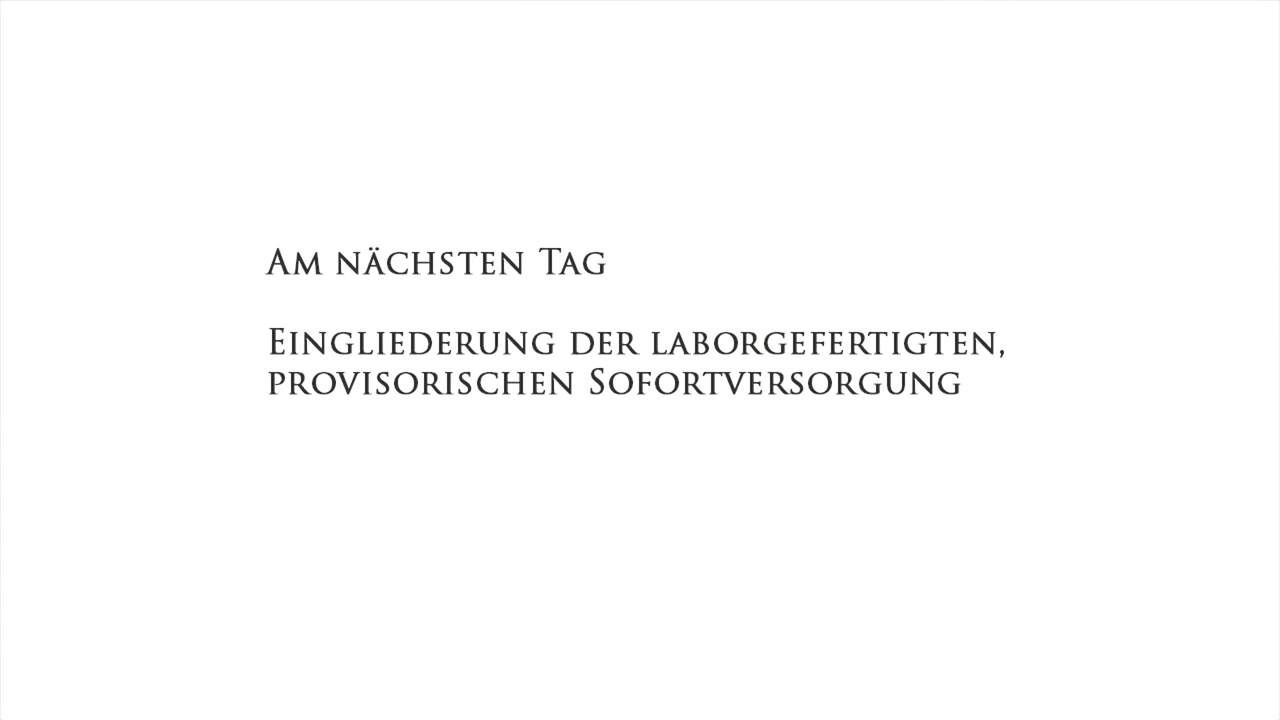 Am nächsten Tag
Eingliederung der laborgefertigten,
provisorischen Sofortversorgung